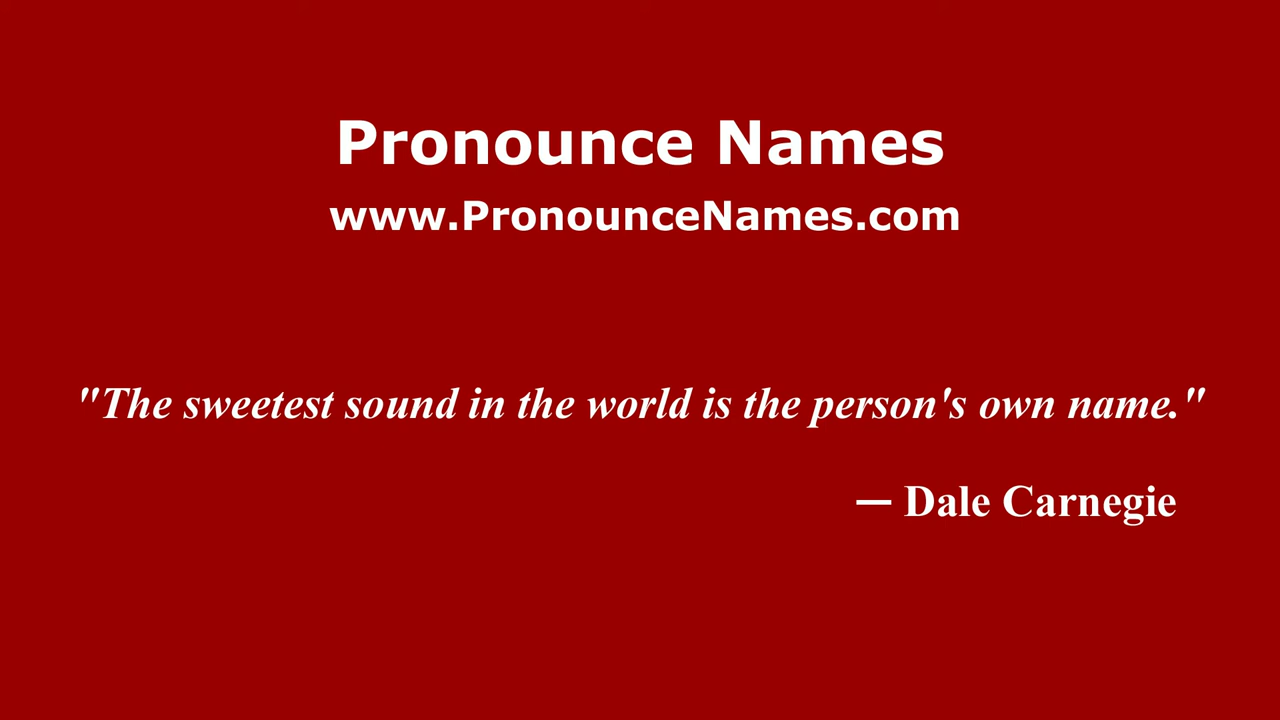 Pronounce Names
www.PronounceNames.com
"The sweetest sound in the world is the person's own name."
— Dale Carnegie